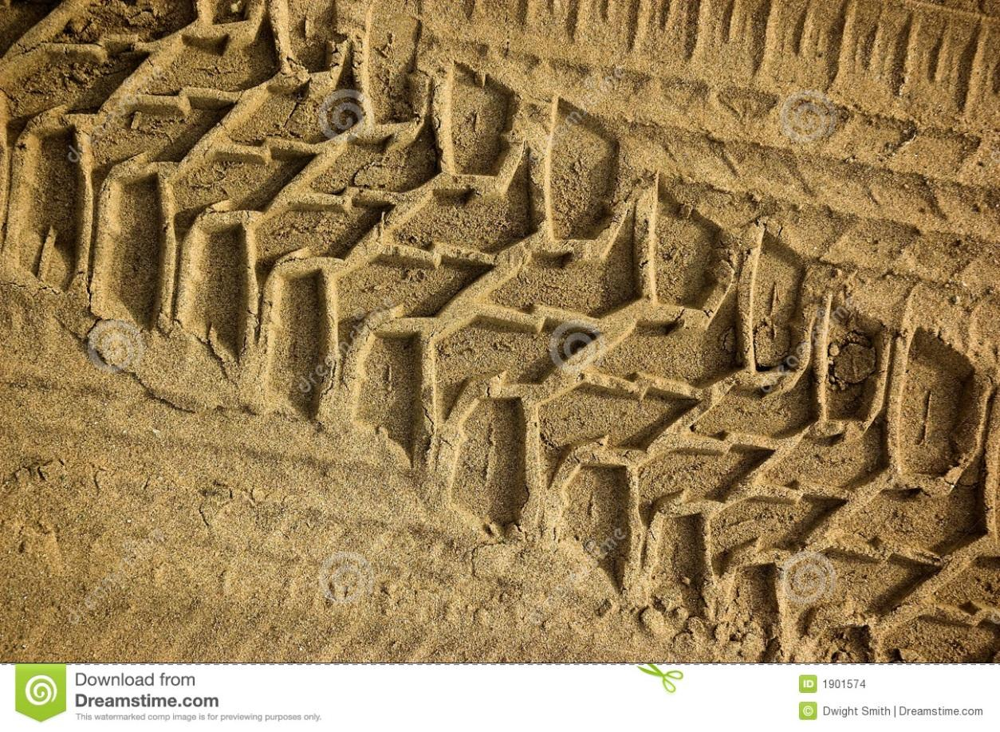 Download from
Dreamstime.com
This watermarked comp image is for previewing purposes only.
ID 1901574
© Dwight Smith | Dreamstime.com